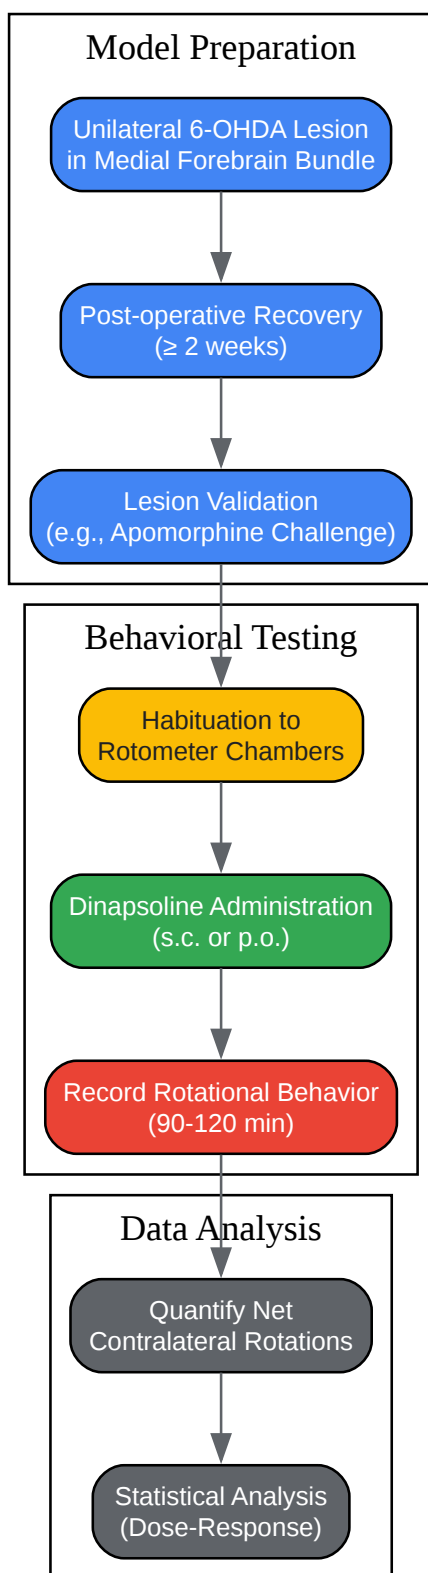 Model Preparation
Unilateral 6-OHDA Lesion
in Medial Forebrain Bundle
Post-operative Recovery
(≥ 2 weeks)
Lesion Validation
(e.g., Apomorphine Challenge)
Behavioral Testing
Habituation to
Rotometer Chambers
Dinapsoline Administration
(s.c. or p.o.)
Record Rotational Behavior
(90-120 min)
Data Analysis
Quantify Net
Contralateral Rotations
Statistical Analysis
(Dose-Response)